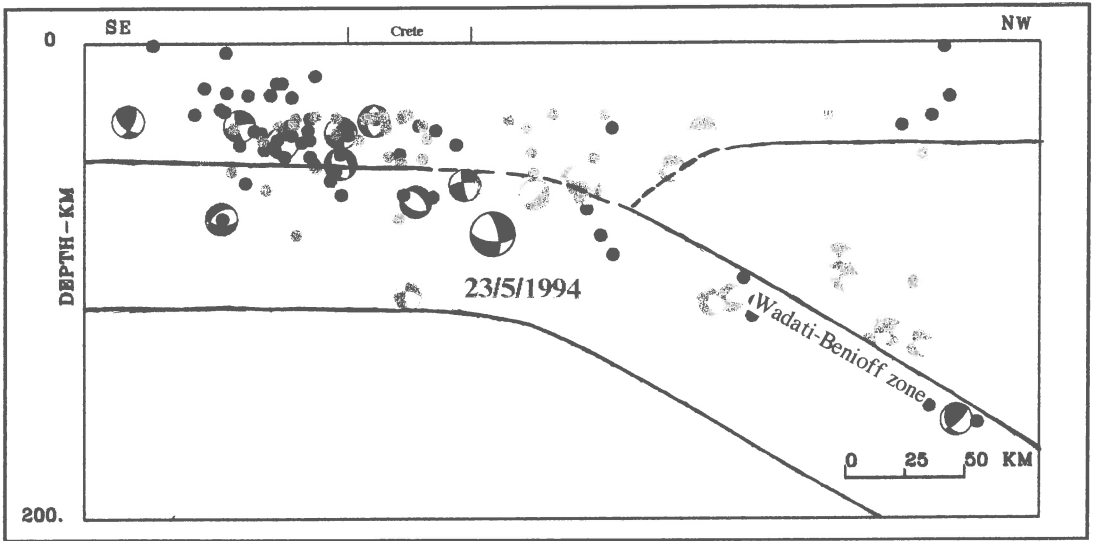 SE
Crete
NW
0
DEPTH-KM
23/5/1994
Wadati-Benioff zone
0 25 50 KM
200.